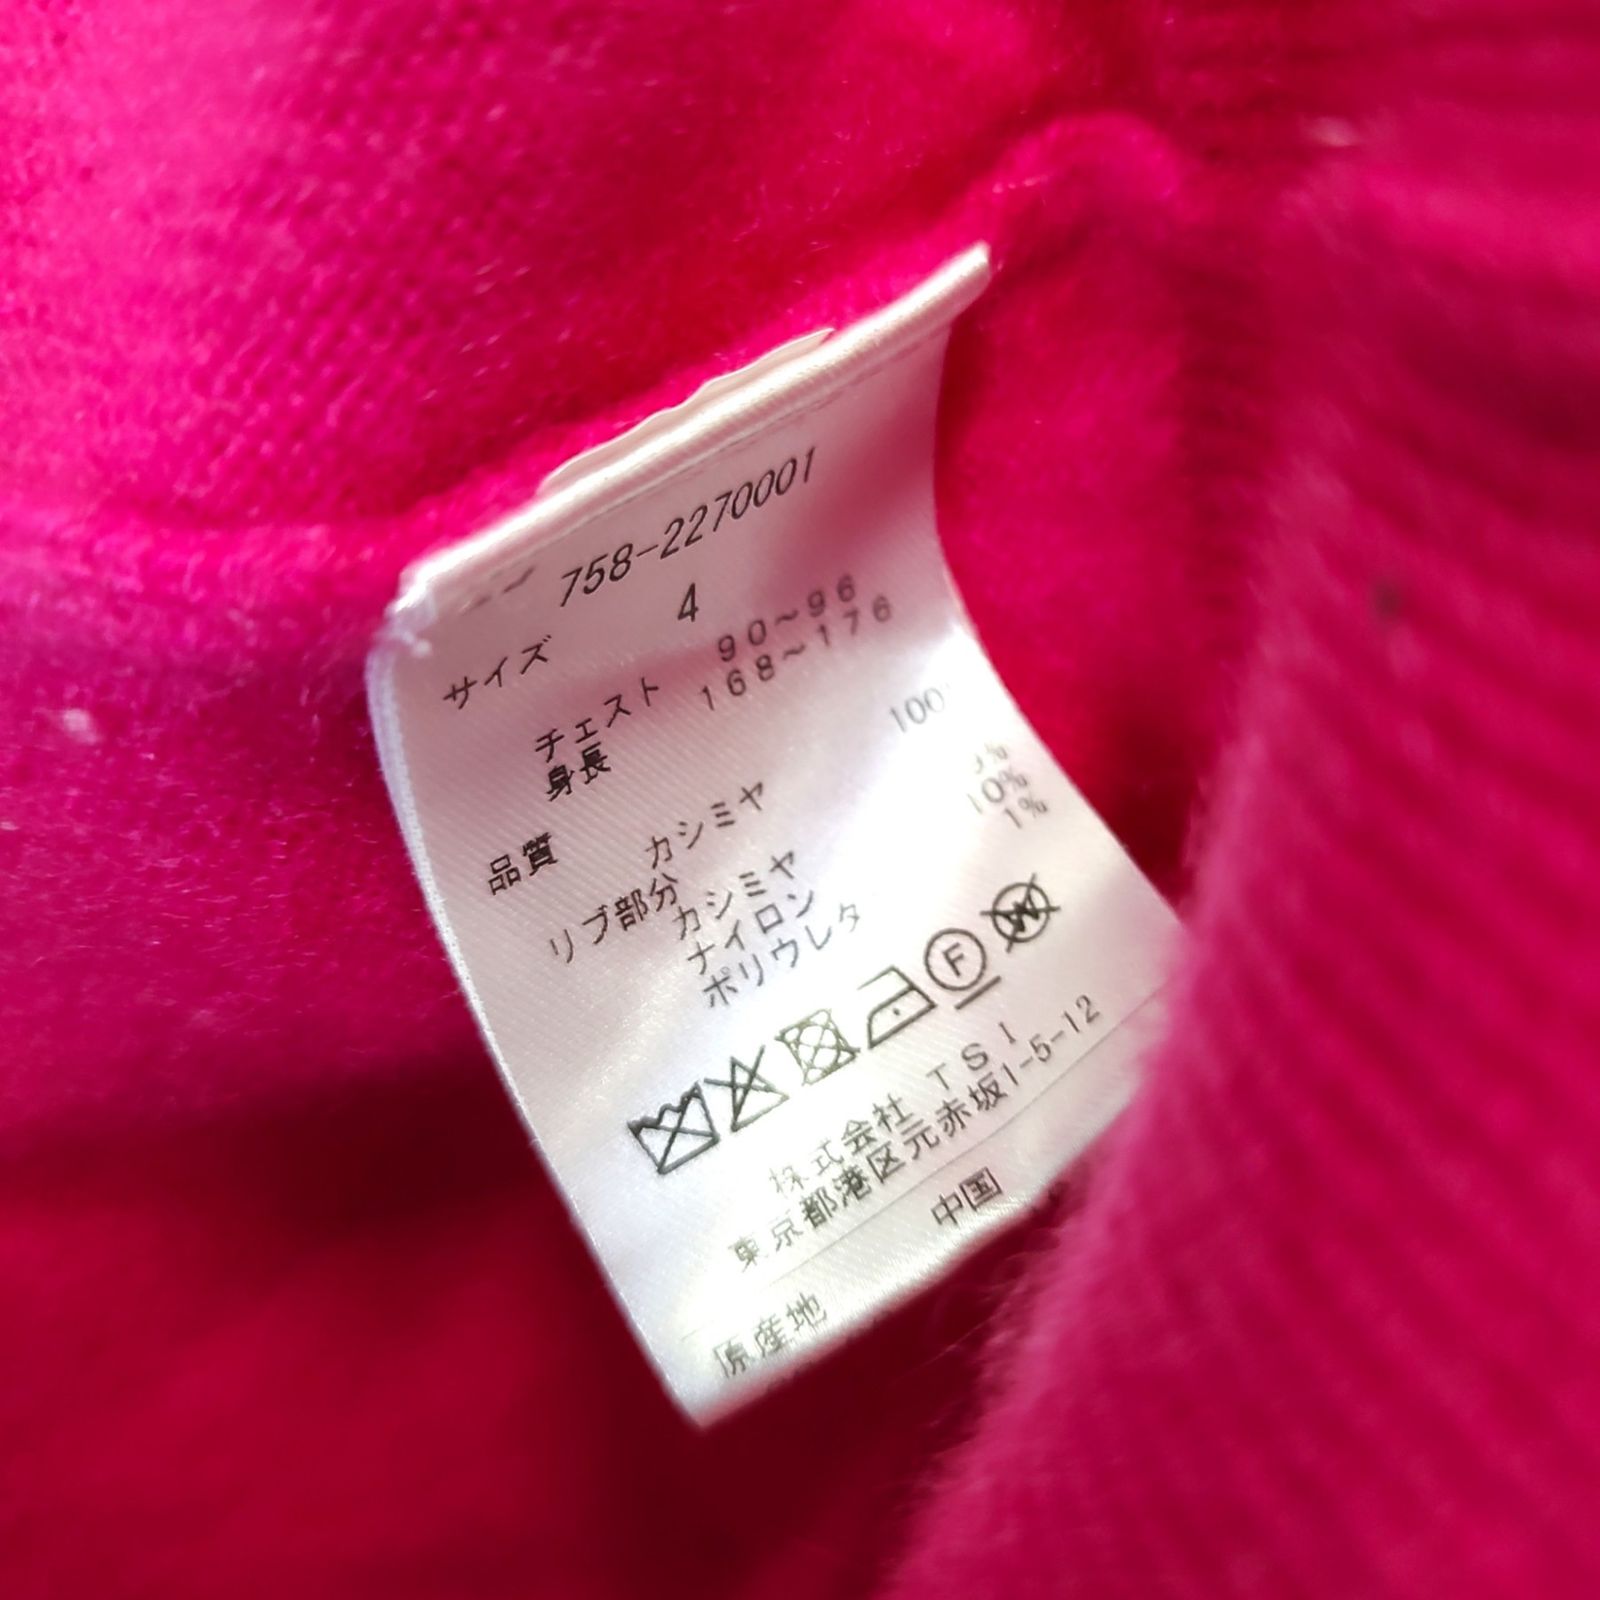 758-2270001
サイズ 4
チェスト 90~96
身長 168~176
品質 カシミヤ 100
リブ部分
カシミヤ
ナイロン 10%
ポリウレタ 1%
F
W
株式会社 TSI
東京都港区元赤坂1-5-12
原産地 中国